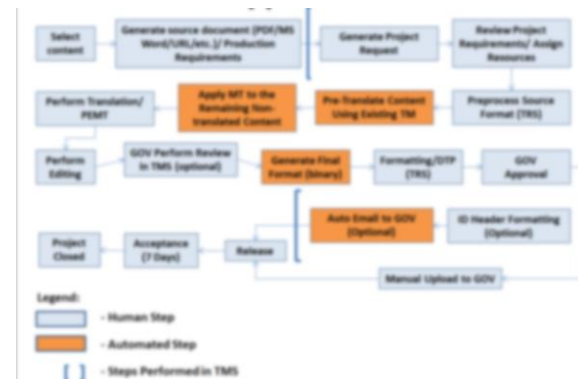 Select
content
Generate source document (PDF/MS
Word/URL/etc.)/ Production
Requirements
Generate Project
Request
Review Project
Requirements/ Assign
Resources
Perform Translation/
PEMT
Apply MT to the
Remaining Non-
translated Content
Pre-Translate Content
Using Existing TM
Preprocess Source
Format (TRS)
Perform
Editing
GOV Perform Review
in TMS (optional)
Generate Final
Format (binary)
Formatting/DTP
(TRS)
GOV
Approval
Project
Closed
Acceptance
(7 Days)
Release
Auto Email to GOV
(Optional)
ID Header Formatting
(Optional)
Manual Upload to GOV
Legend:
- Human Step
- Automated Step
[ ] - Steps Performed in TMS